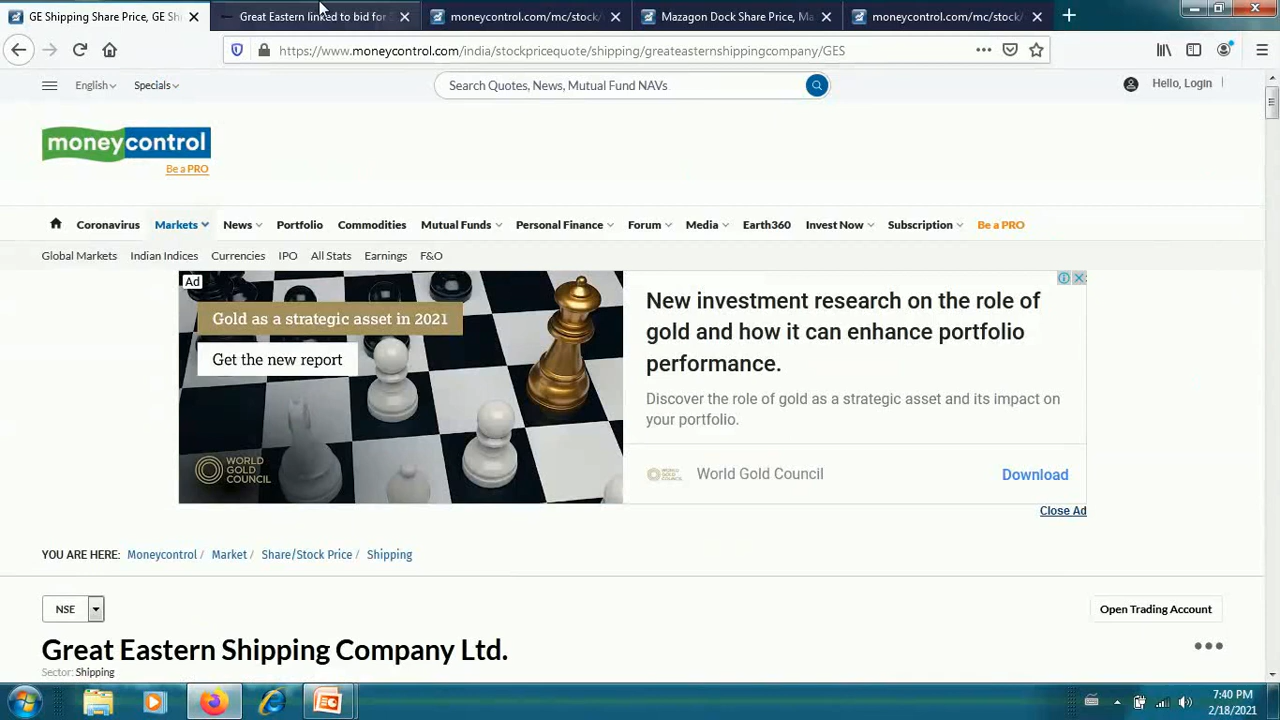 GE Shipping Share Price, GE Sh
Great Eastern linked to bid for S
moneycontrol.com/mc/stock/
Mazagon Dock Share Price, Ma
moneycontrol.com/mc/stock/
https://www.moneycontrol.com/india/stockpricequote/shipping/greateasternshippingcompany/GES
English
Specials
Search Quotes, News, Mutual Fund NAVs
Hello, Login
moneycontrol
Be a PRO
Coronavirus Markets News Portfolio Commodities Mutual Funds Personal Finance Forum Media Earth360 Invest Now Subscription Be a PRO
Global Markets Indian Indices Currencies IPO All Stats Earnings F&O
Ad
Gold as a strategic asset in 2021
Get the new report
WORLD
GOLD
COUNCIL
New investment research on the role of
gold and how it can enhance portfolio
performance.
Discover the role of gold as a strategic asset and its impact on
your portfolio.
WORLD
GOLD
COUNCIL
World Gold Council
Download
Close Ad
YOU ARE HERE: Moneycontrol / Market / Share/Stock Price / Shipping
NSE
Open Trading Account
Great Eastern Shipping Company Ltd.
Sector: Shipping
7:40 PM
2/18/2021